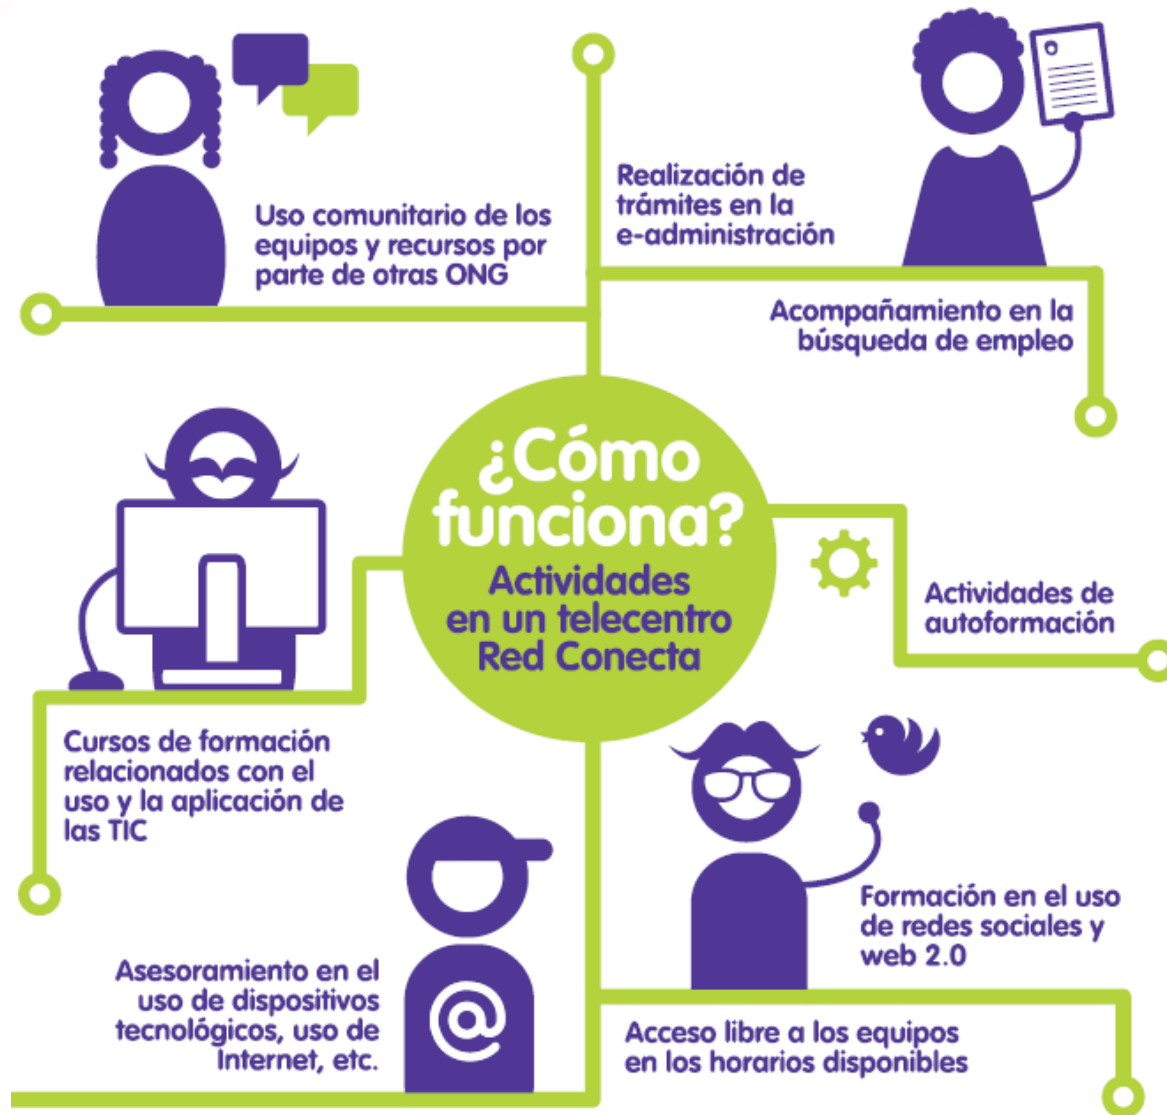 Uso comunitario de los
equipos y recursos por
parte de otras ONG
Realización de
trámites en la
e-administración
Acompañamiento en la
búsqueda de empleo
¿Cómo
funciona?
Actividades
en un telecentro
Red Conecta
Actividades de
autoformación
Cursos de formación
relacionados con el
uso y la aplicación de
las TIC
Formación en el uso
de redes sociales y
web 2.0
Asesoramiento en el
uso de dispositivos
tecnológicos, uso de
Internet, etc.
@
Acceso libre a los equipos
en los horarios disponibles